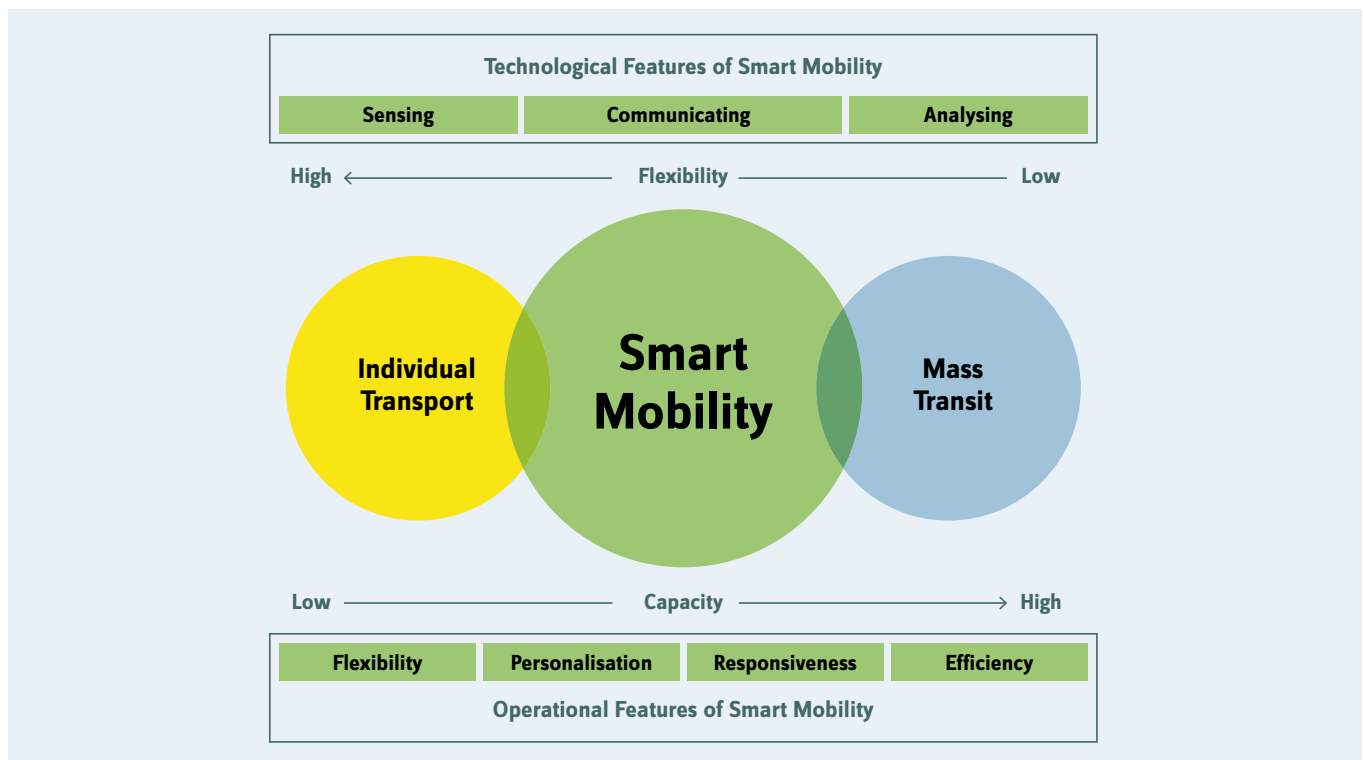 Technological Features of Smart Mobility
Sensing Communicating Analysing
High Flexibility Low
Individual
Transport
Smart
Mobility
Mass
Transit
Low Capacity High
Flexibility Personalisation Responsiveness Efficiency
Operational Features of Smart Mobility